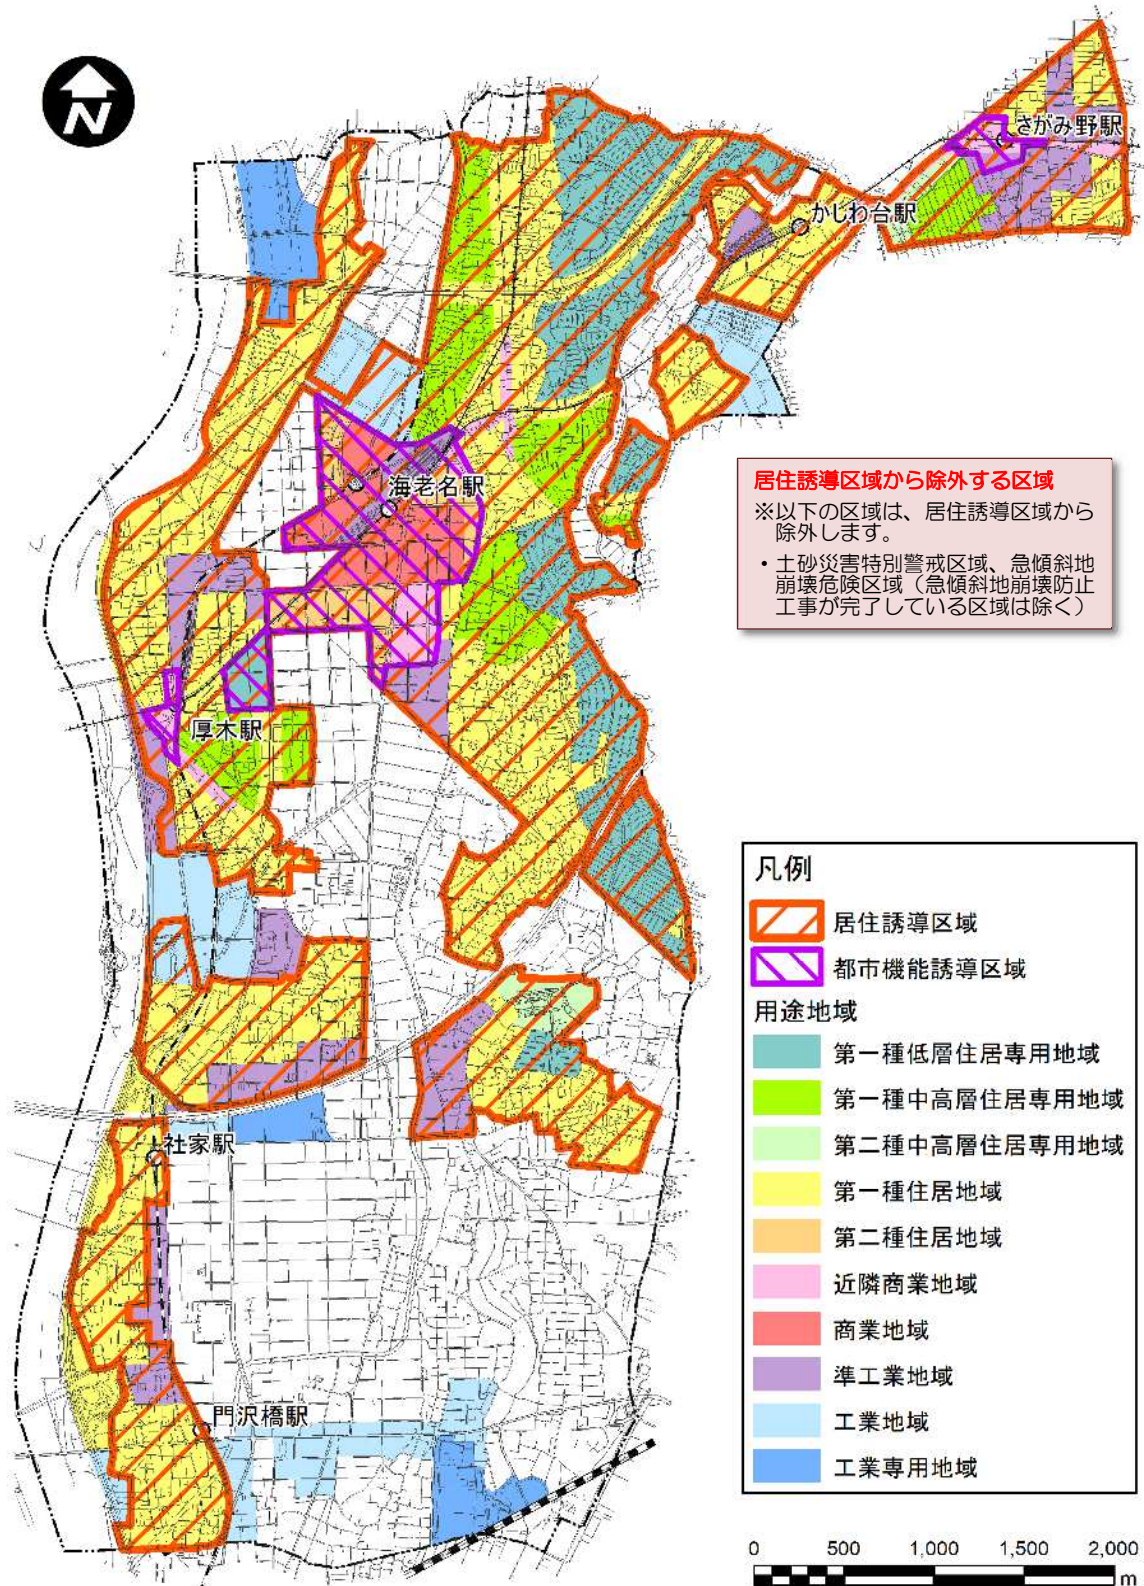 N
さがみ野駅
かしわ台駅
海老名駅
居住誘導区域から除外する区域
※以下の区域は、居住誘導区域から
除外します。
・土砂災害特別警戒区域、急傾斜地
崩壊危険区域（急傾斜地崩壊防止
工事が完了している区域は除く）
厚木駅
社家駅
門沢橋駅
凡例
居住誘導区域
都市機能誘導区域
用途地域
第一種低層住居専用地域
第一種中高層住居専用地域
第二種中高層住居専用地域
第一種住居地域
第二種住居地域
近隣商業地域
商業地域
準工業地域
工業地域
工業専用地域
0 500 1,000 1,500 2,000
m